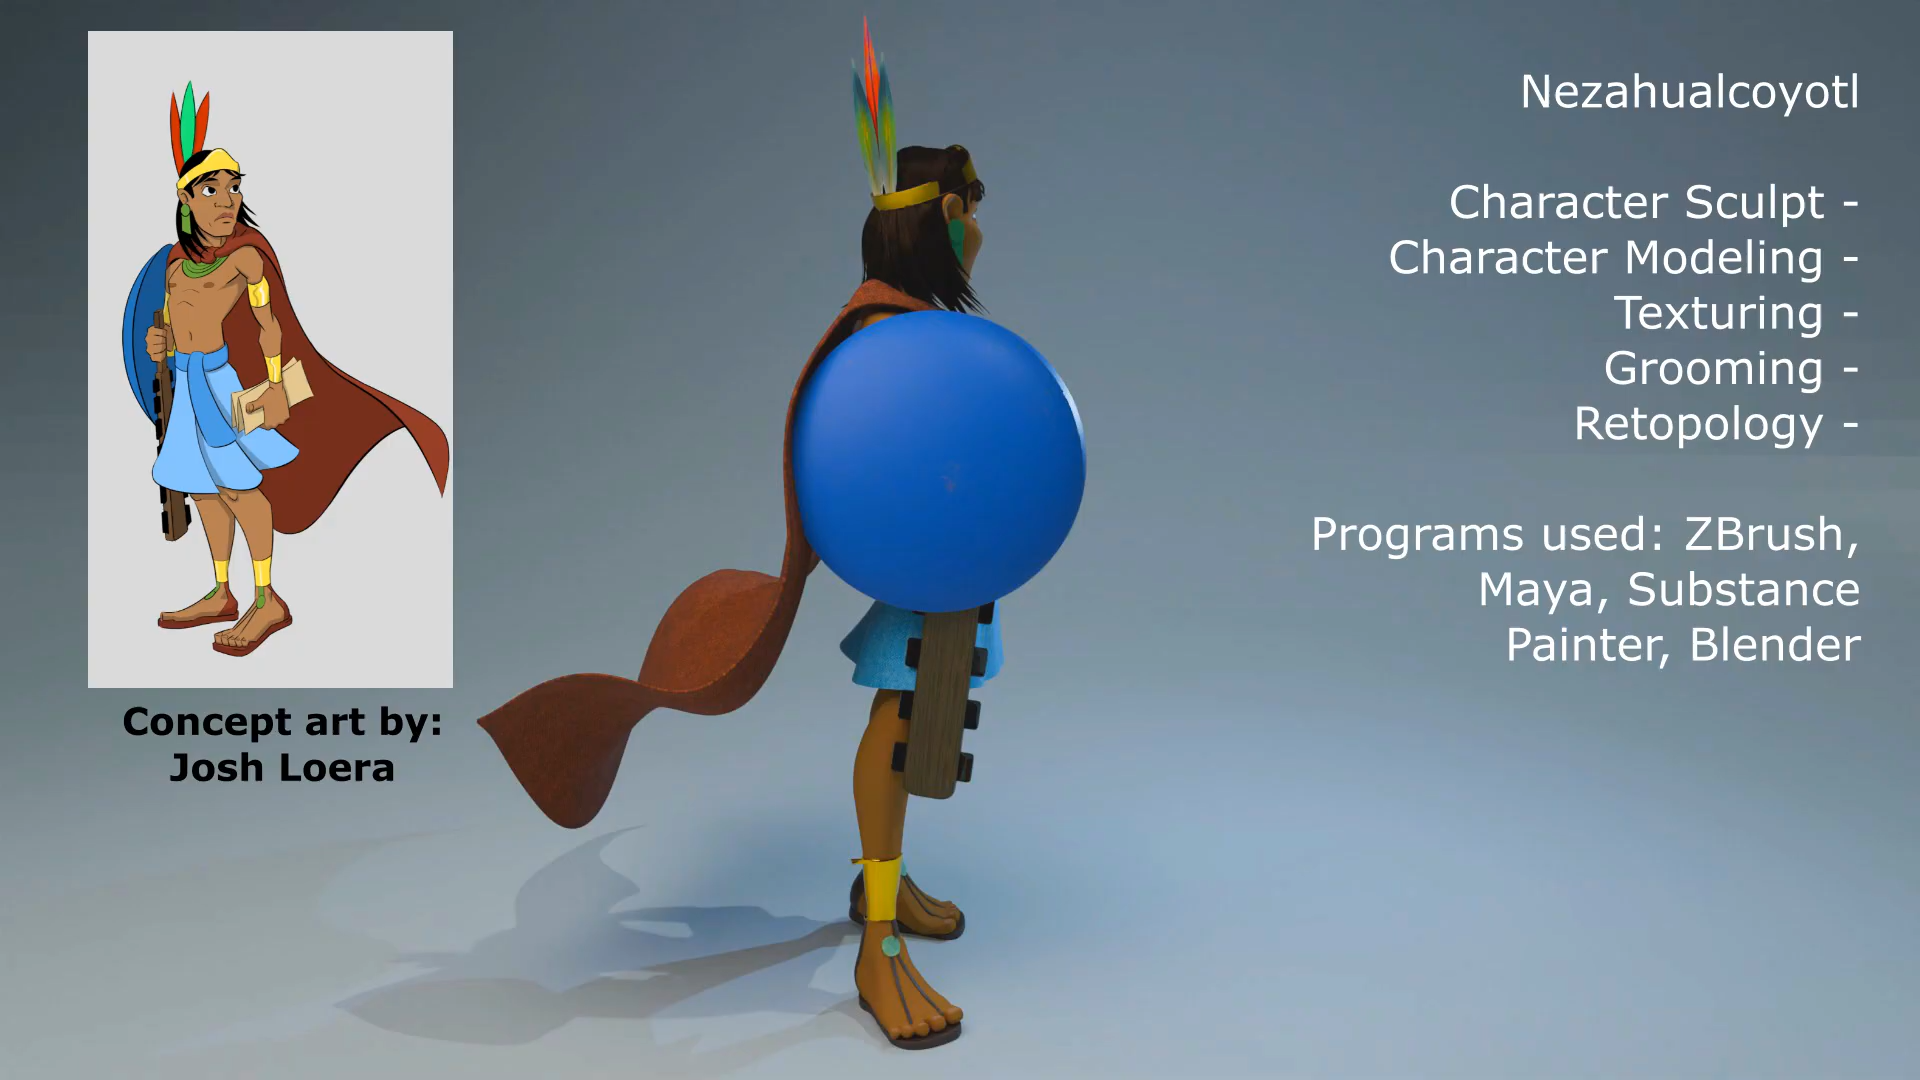 Nezahualcoyotl
Character Sculpt -
Character Modeling -
Texturing -
Grooming -
Retopology -
Programs used: ZBrush,
Maya, Substance
Painter, Blender
Concept art by:
Josh Loera